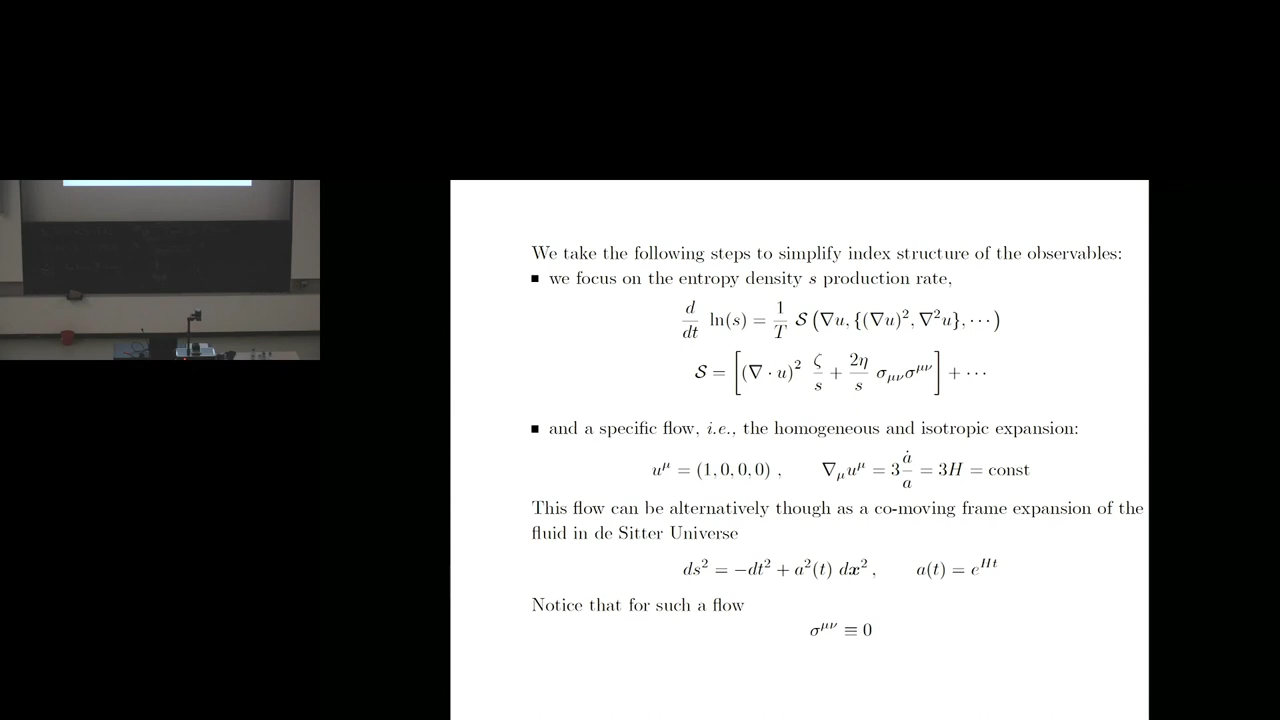 We take the following steps to simplify index structure of the observables:
▪ we focus on the entropy density s production rate,
d/dt ln(s) = 1/T 𝒮 (∇u, {(∇u)², ∇²u}, ⋯)
𝒮 = [(∇ · u)² ζ/s + 2η/s σ_μν σ^μν] + ⋯
▪ and a specific flow, i.e., the homogeneous and isotropic expansion:
u^μ = (1, 0, 0, 0) , ∇_μ u^μ = 3 ȧ/a = 3H = const
This flow can be alternatively though as a co-moving frame expansion of the
fluid in de Sitter Universe
ds² = −dt² + a²(t) d𝒙² , a(t) = e^{Ht}
Notice that for such a flow
σ^μν ≡ 0